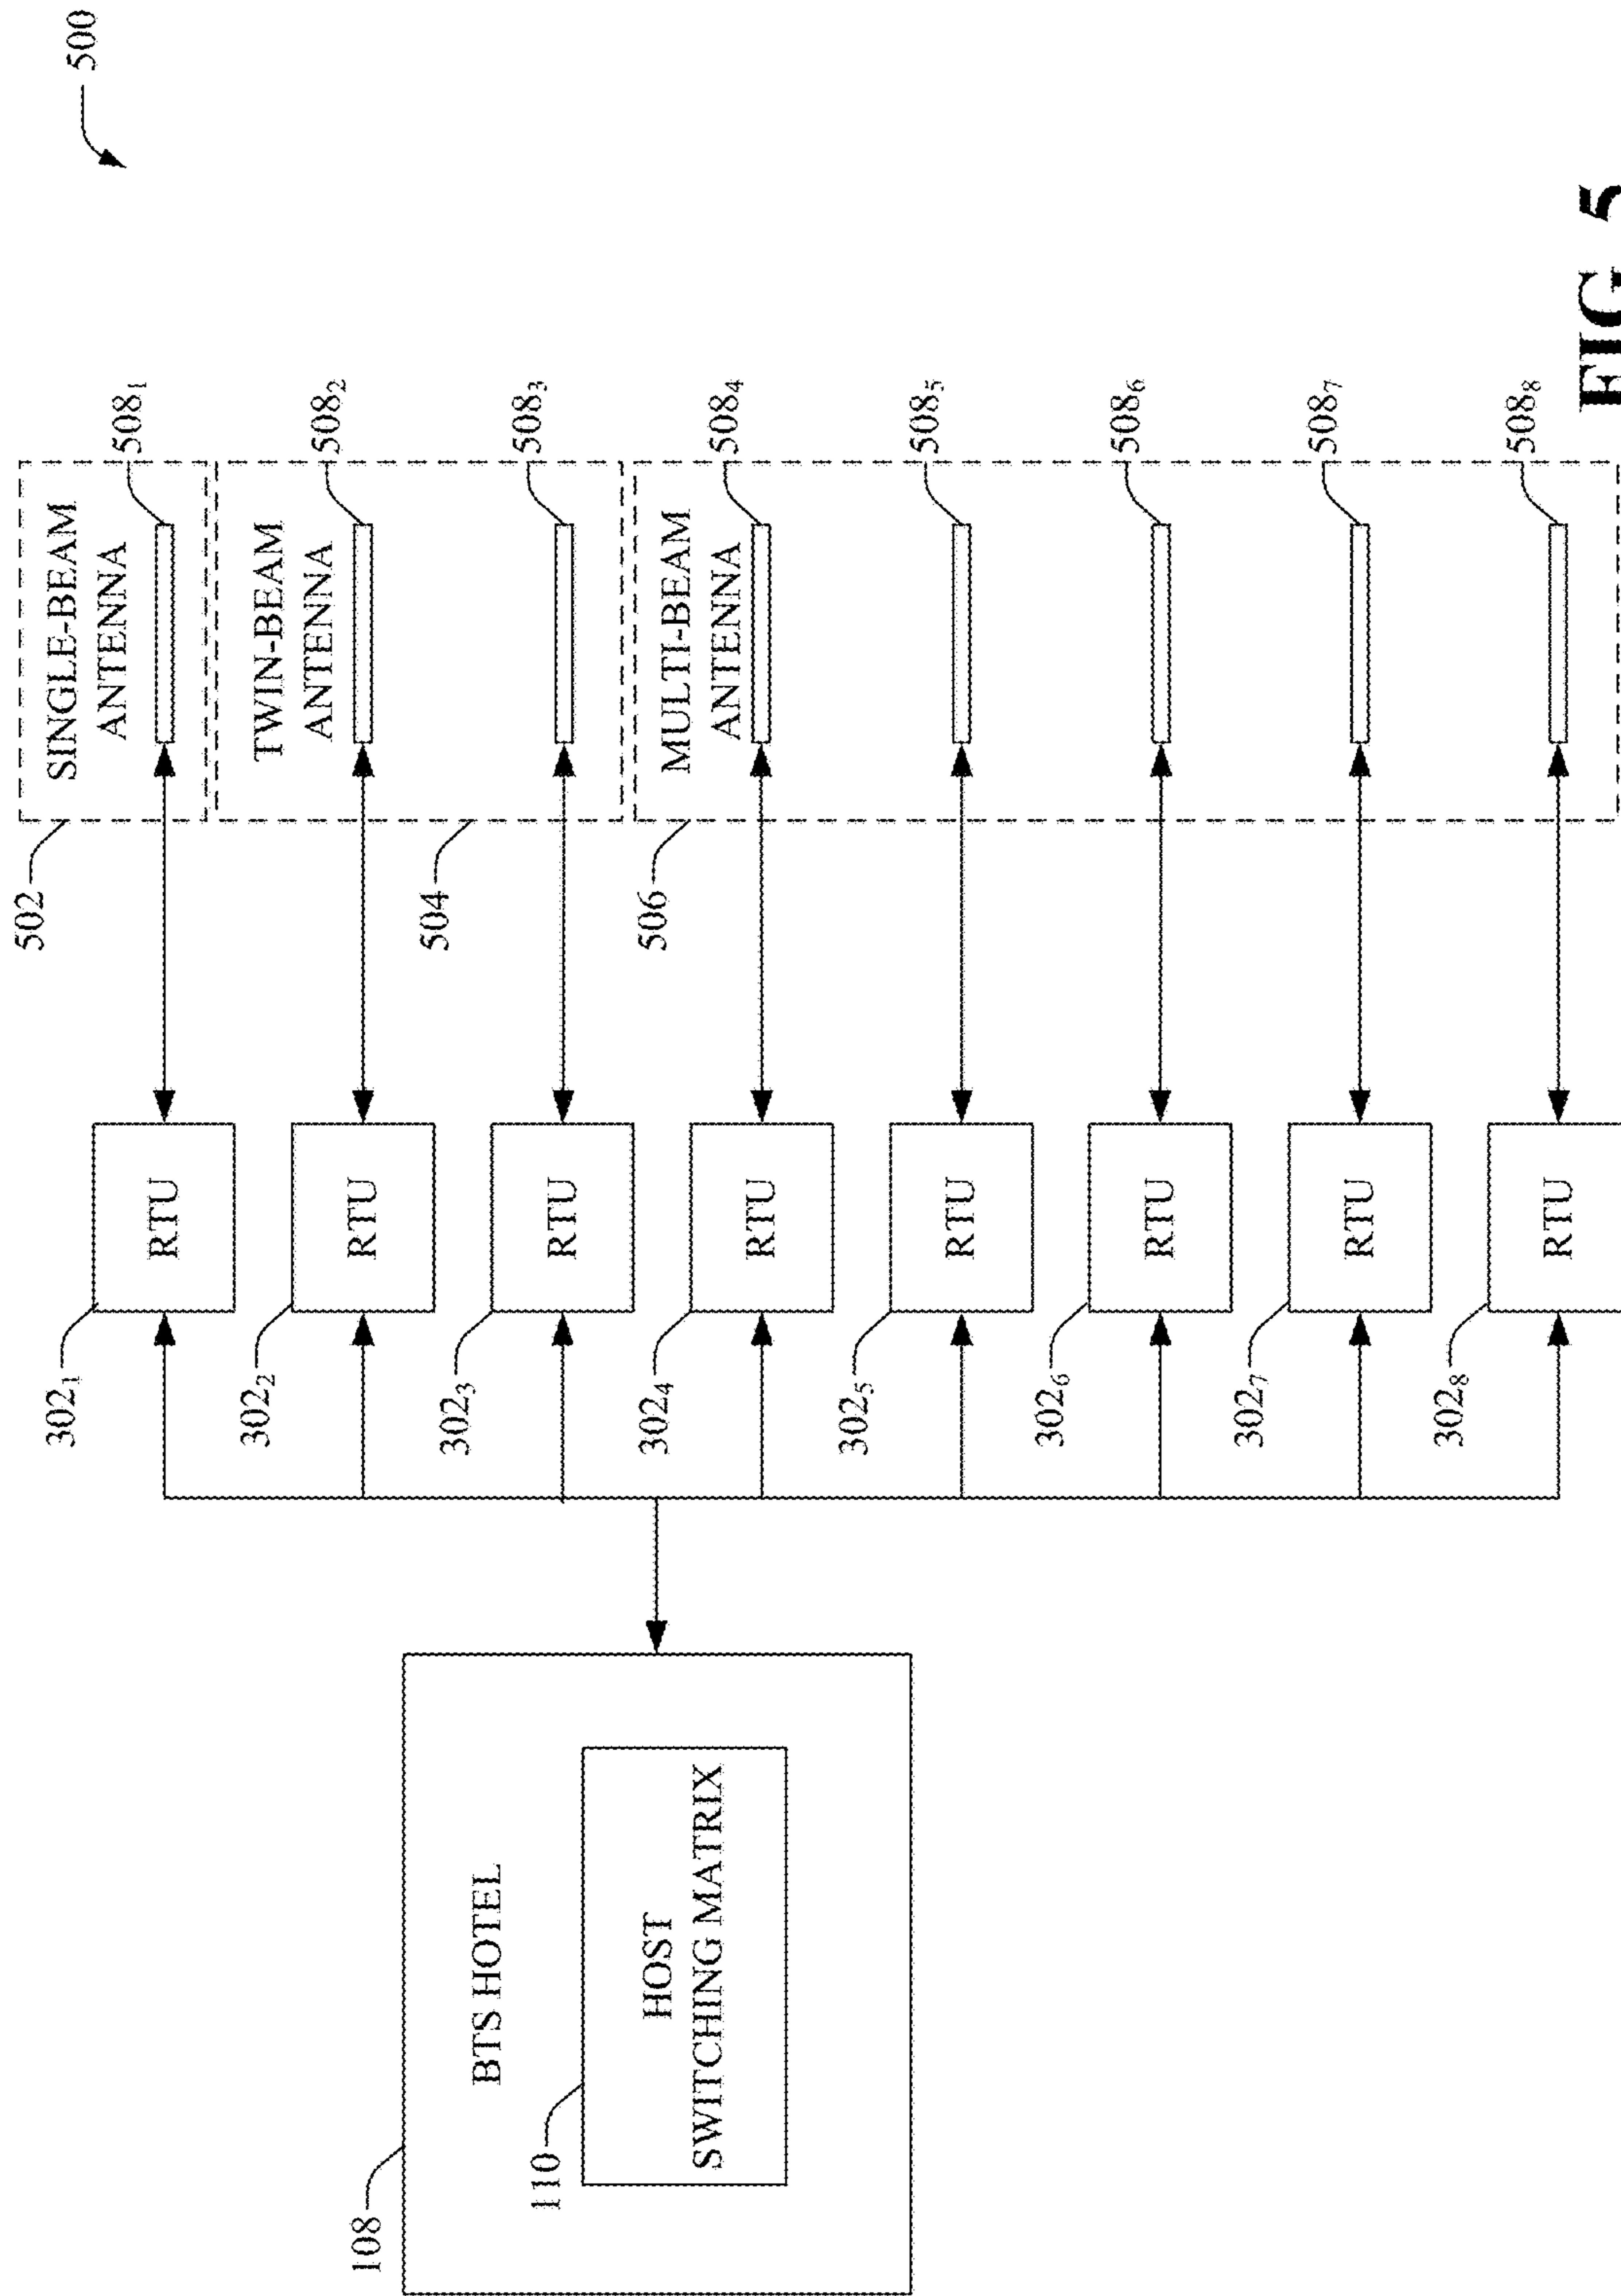 500
502
SINGLE-BEAM
ANTENNA
508₁
TWIN-BEAM
ANTENNA
508₂
504
508₃
506
MULTI-BEAM
ANTENNA
508₄
508₅
508₆
508₇
508₈
302₁
RTU
302₂
RTU
302₃
RTU
302₄
RTU
302₅
RTU
302₆
RTU
302₇
RTU
302₈
RTU
108
BTS HOTEL
110
HOST
SWITCHING MATRIX
FIG 5